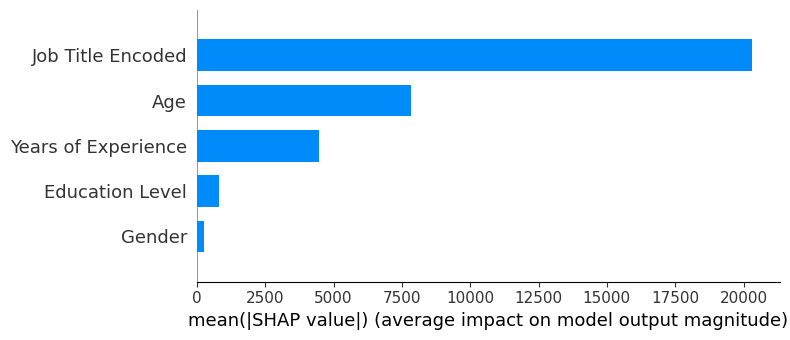 Job Title Encoded
Age
Years of Experience
Education Level
Gender
0 2500 5000 7500 10000 12500 15000 17500 20000
mean(|SHAP value|) (average impact on model output magnitude)